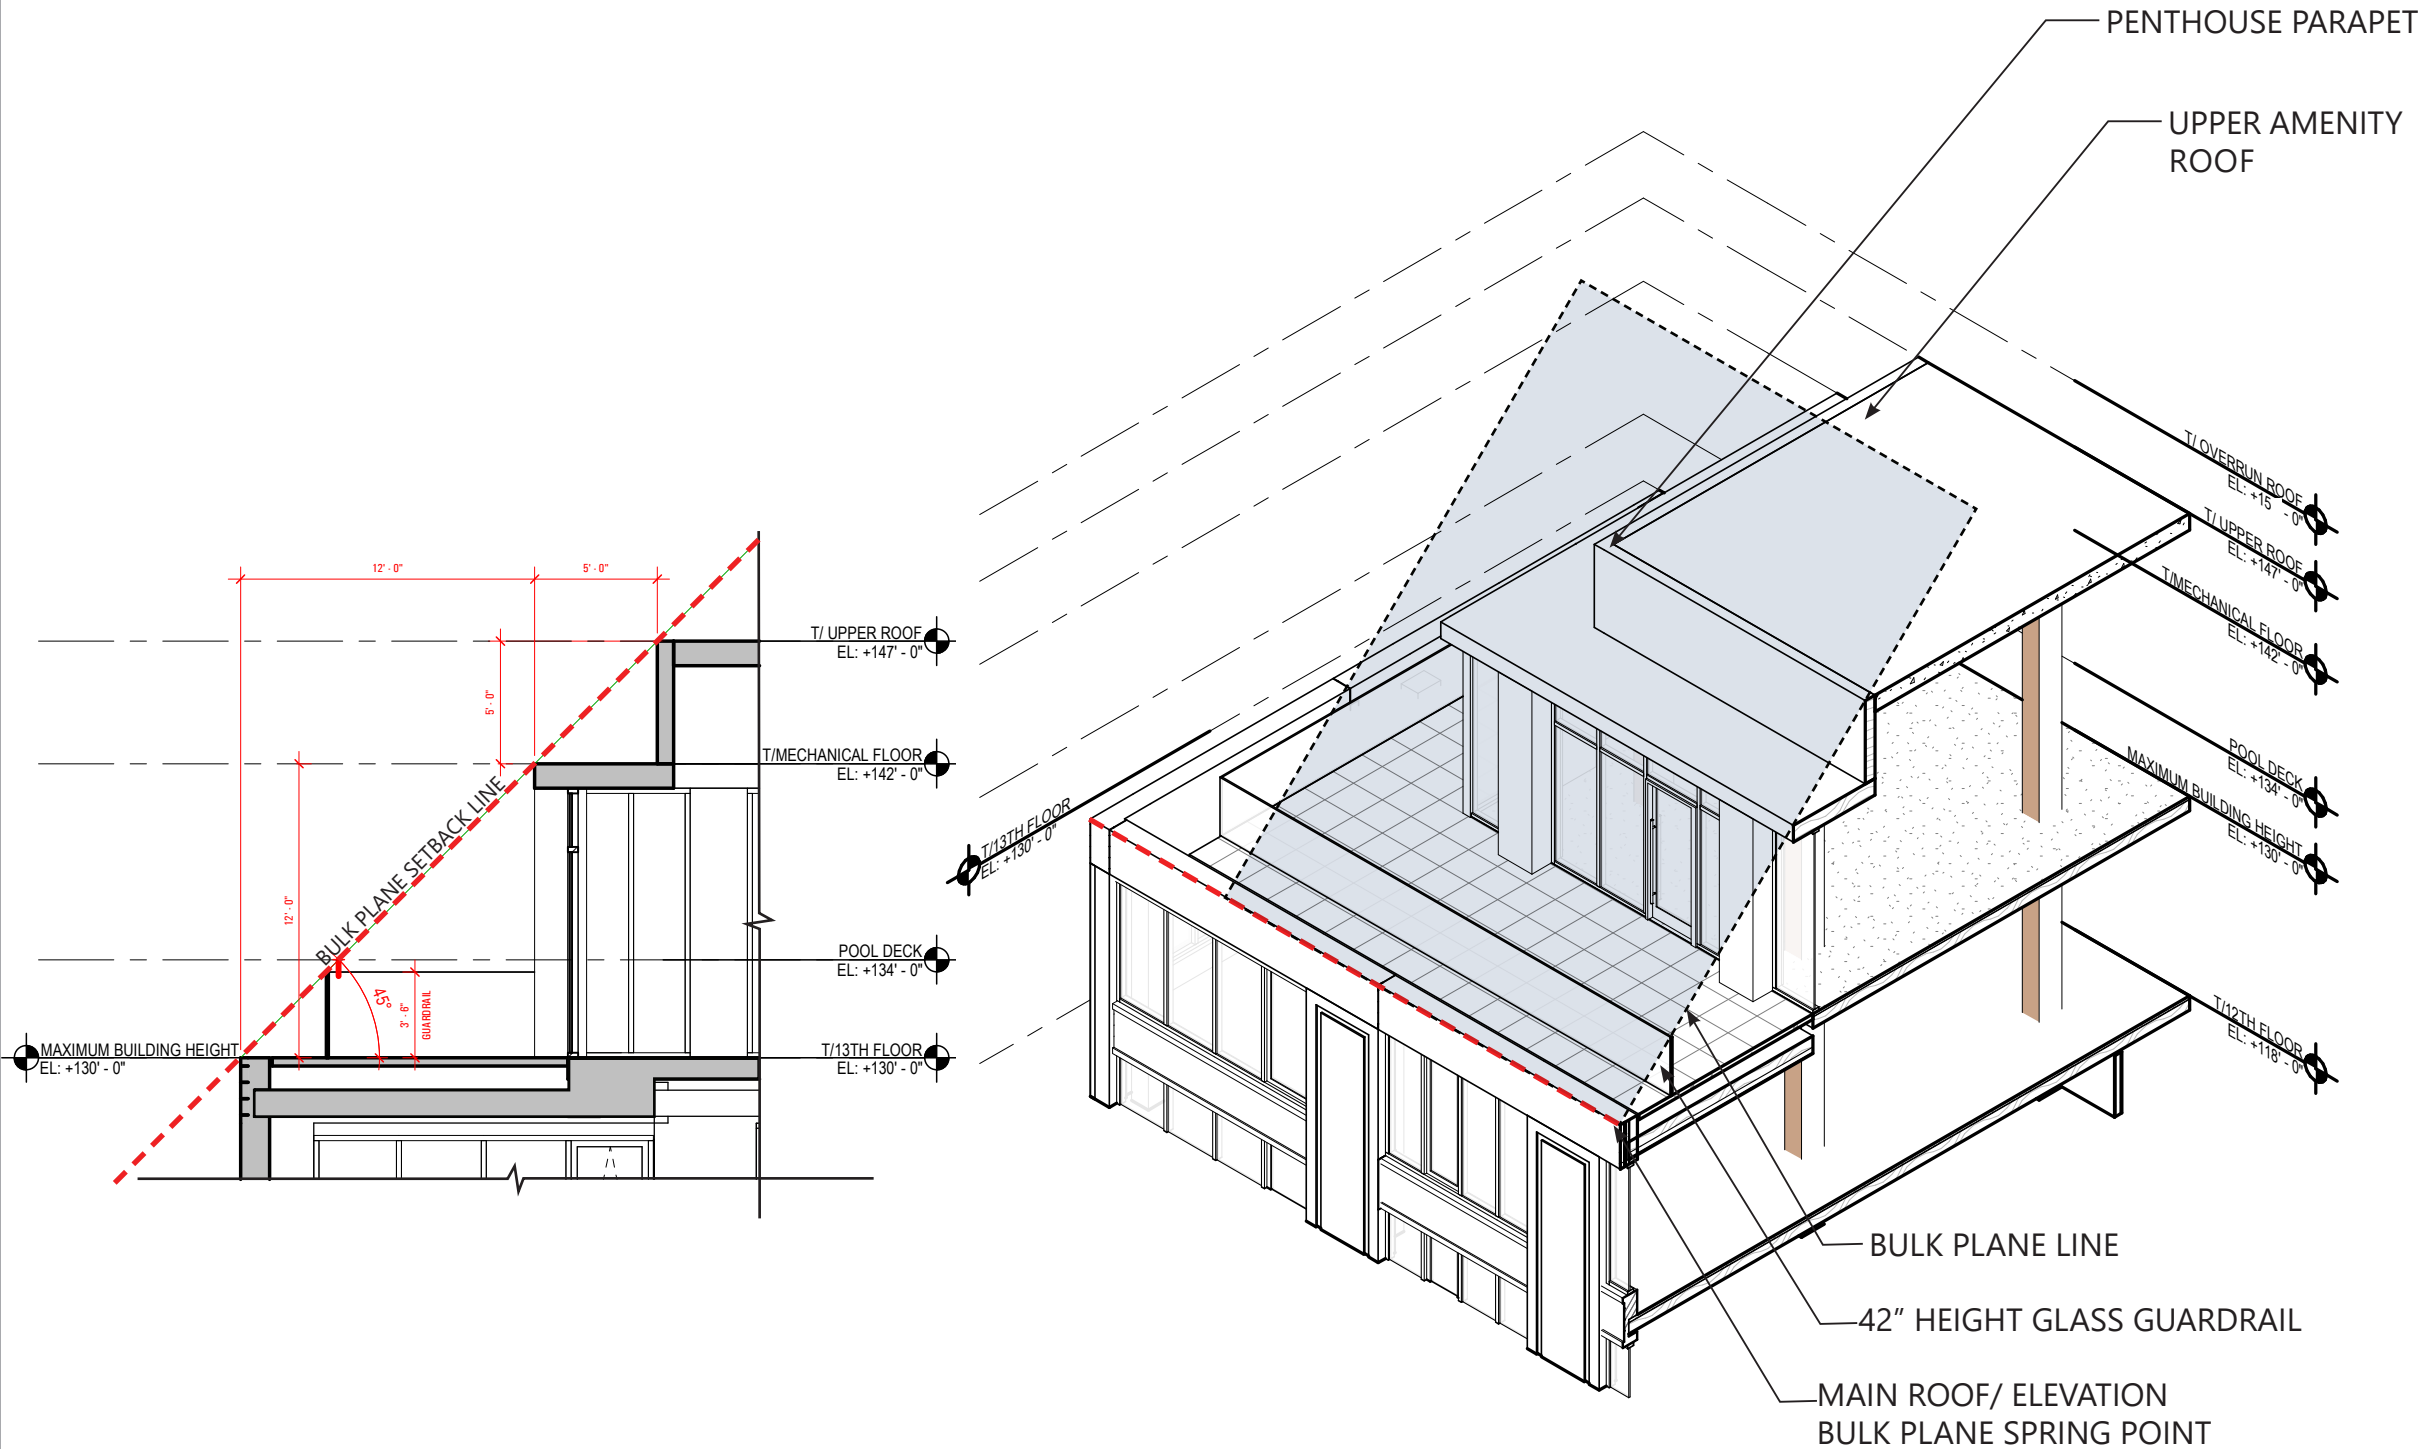 PENTHOUSE PARAPET
UPPER AMENITY
ROOF
12' - 0"
5' - 0"
5' - 0"
12' - 0"
BULK PLANE SETBACK LINE
45°
3' - 6"
GUARDRAIL
T/ UPPER ROOF
EL: +147' - 0"
T/MECHANICAL FLOOR
EL: +142' - 0"
POOL DECK
EL: +134' - 0"
MAXIMUM BUILDING HEIGHT
EL: +130' - 0"
T/13TH FLOOR
EL: +130' - 0"
T/13TH FLOOR
EL: +130' - 0"
T/ OVERRUN ROOF
EL: +15 - 0"
T/ UPPER ROOF
EL: +147' - 0"
T/MECHANICAL FLOOR
EL: +142' - 0"
POOL DECK
EL: +134' - 0"
MAXIMUM BUILDING HEIGHT
EL: +130' - 0"
T/12TH FLOOR
EL: +118' - 0"
BULK PLANE LINE
42” HEIGHT GLASS GUARDRAIL
MAIN ROOF/ ELEVATION
BULK PLANE SPRING POINT